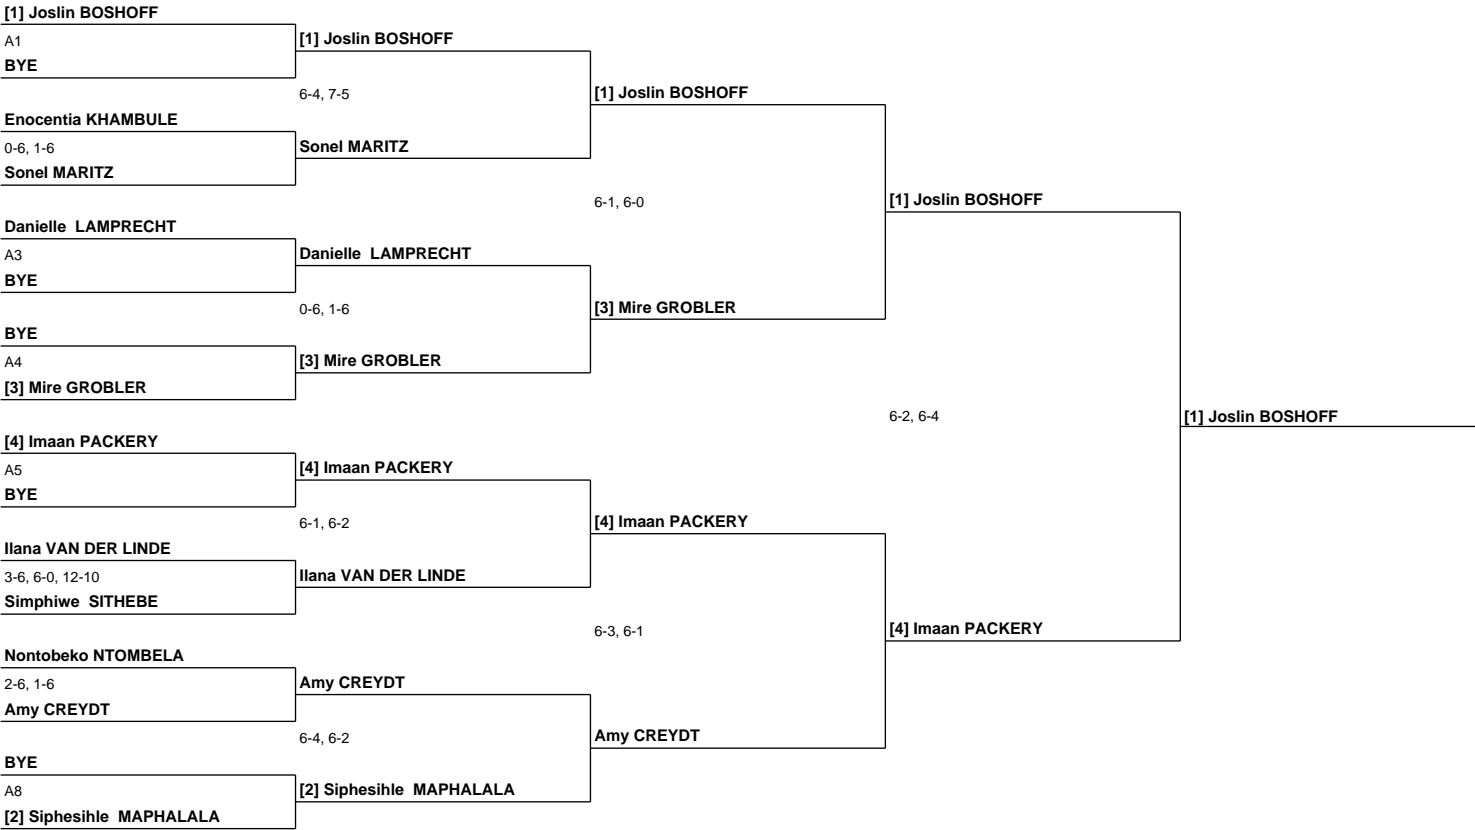 [1] Joslin BOSHOFF
A1
BYE
[1] Joslin BOSHOFF
6-4, 7-5
[1] Joslin BOSHOFF
Enocentia KHAMBULE
0-6, 1-6
Sonel MARITZ
Sonel MARITZ
6-1, 6-0
[1] Joslin BOSHOFF
Danielle LAMPRECHT
A3
BYE
Danielle LAMPRECHT
0-6, 1-6
[3] Mire GROBLER
BYE
A4
[3] Mire GROBLER
[3] Mire GROBLER
6-2, 6-4
[1] Joslin BOSHOFF
[4] Imaan PACKERY
A5
BYE
[4] Imaan PACKERY
6-1, 6-2
[4] Imaan PACKERY
Ilana VAN DER LINDE
3-6, 6-0, 12-10
Simphiwe SITHEBE
Ilana VAN DER LINDE
6-3, 6-1
[4] Imaan PACKERY
Nontobeko NTOMBELA
2-6, 1-6
Amy CREYDT
Amy CREYDT
6-4, 6-2
Amy CREYDT
BYE
A8
[2] Siphesihle MAPHALALA
[2] Siphesihle MAPHALALA